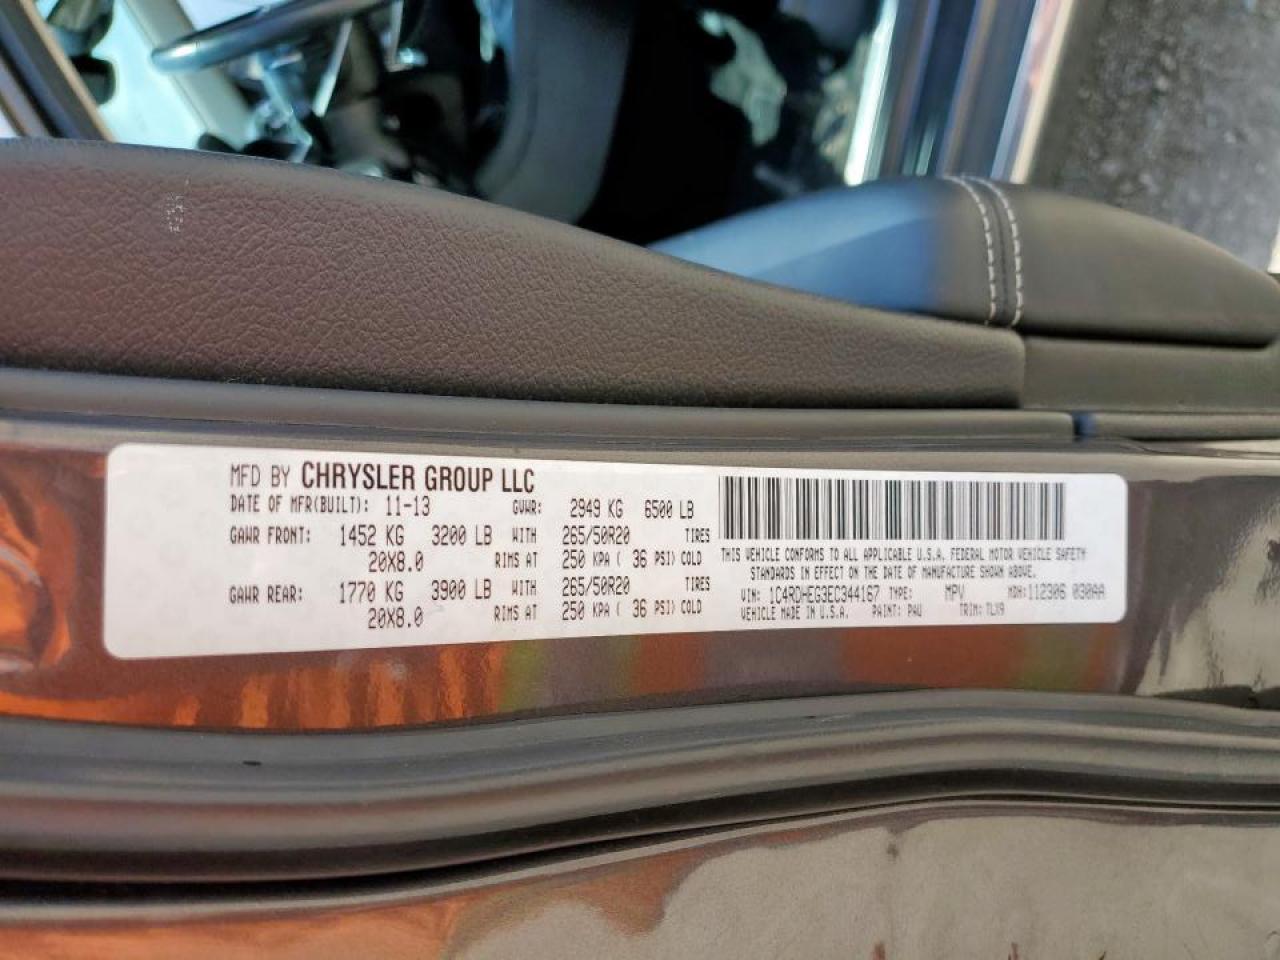 MFD BY CHRYSLER GROUP LLC
DATE OF MFR(BUILT): 11-13 GVWR: 2949 KG 6500 LB
GAWR FRONT: 1452 KG 3200 LB WITH 265/50R20 TIRES
20X8.0 RIMS AT 250 KPA ( 36 PSI) COLD
GAWR REAR: 1770 KG 3900 LB WITH 265/50R20 TIRES
20X8.0 RIMS AT 250 KPA ( 36 PSI) COLD
THIS VEHICLE CONFORMS TO ALL APPLICABLE U.S.A. FEDERAL MOTOR VEHICLE SAFETY
STANDARDS IN EFFECT ON THE DATE OF MANUFACTURE SHOWN ABOVE.
VIN: 1C4RDHEG3EC344167 TYPE: MPV MDH: 112306 030AA
VEHICLE MADE IN U.S.A. PAINT: PAU TRIM: TLX9